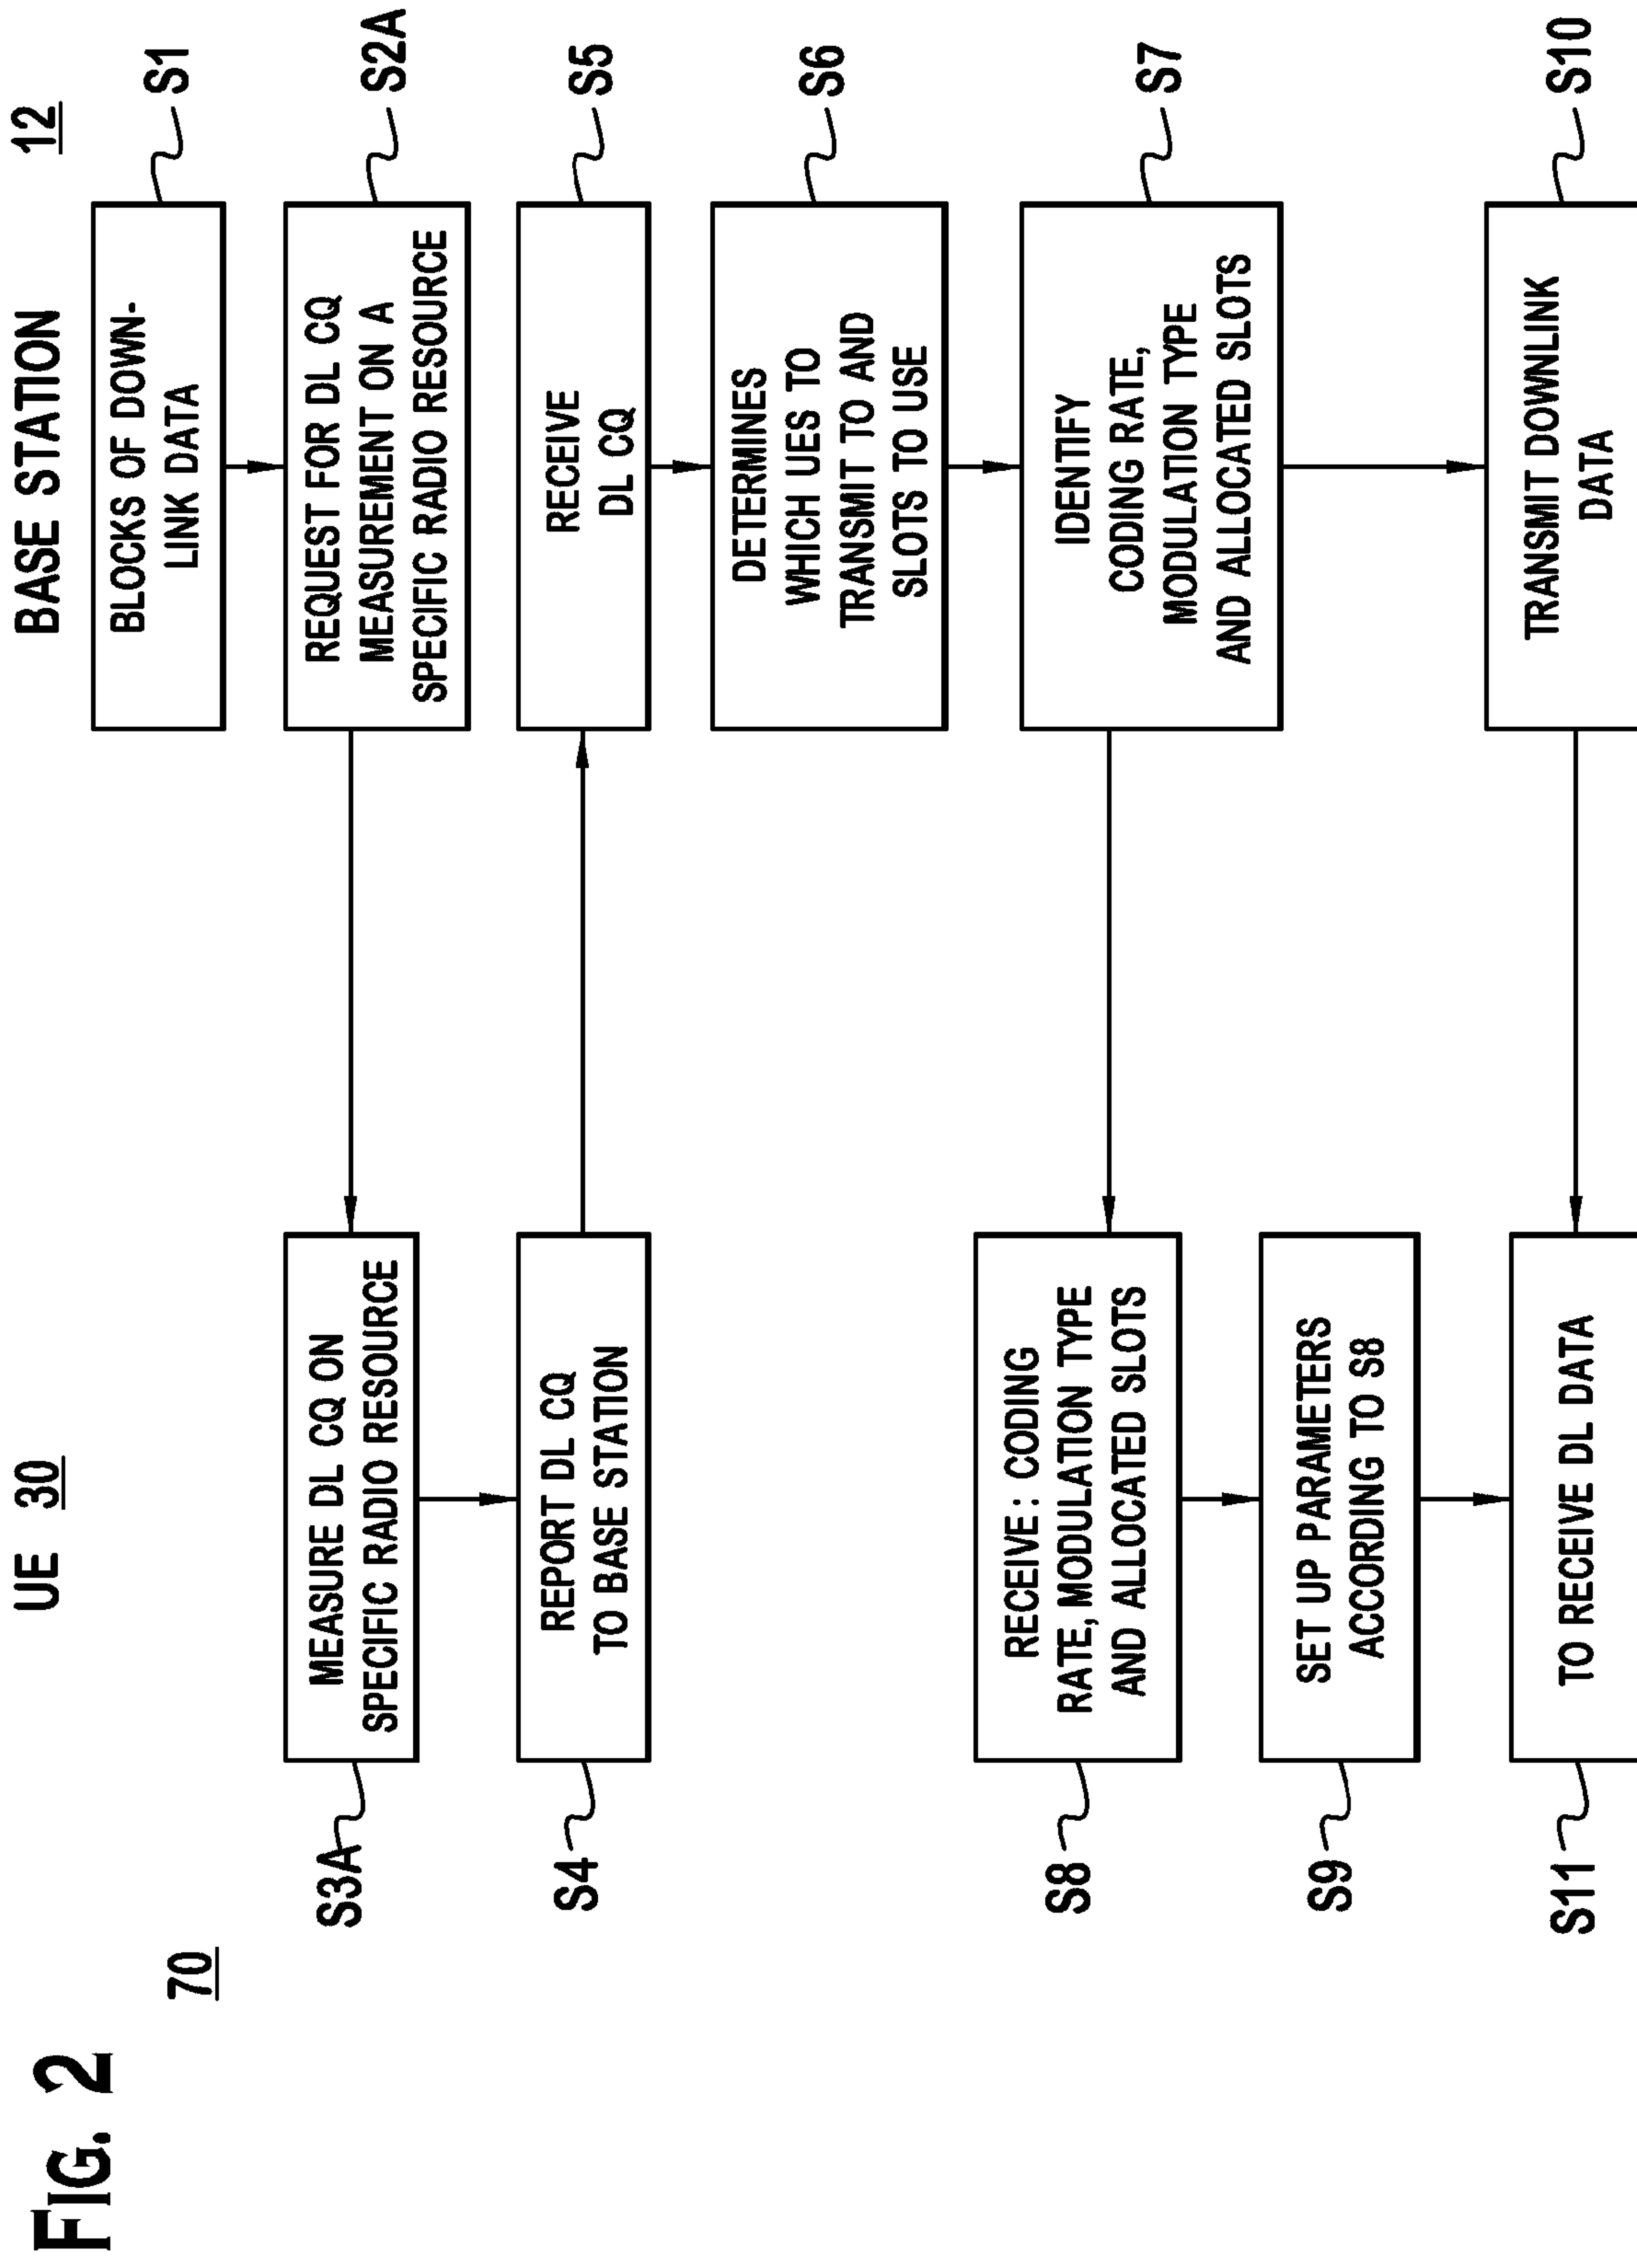 FIG. 2
70
UE 30
BASE STATION 12
BLOCKS OF DOWN-
LINK DATA
S1
REQUEST FOR DL CQ
MEASUREMENT ON A
SPECIFIC RADIO RESOURCE
S2A
S3A
MEASURE DL CQ ON
SPECIFIC RADIO RESOURCE
S4
REPORT DL CQ
TO BASE STATION
RECEIVE
DL CQ
S5
DETERMINES
WHICH UES TO
TRANSMIT TO AND
SLOTS TO USE
S6
IDENTIFY
CODING RATE,
MODULATION TYPE
AND ALLOCATED SLOTS
S7
S8
RECEIVE: CODING
RATE, MODULATION TYPE
AND ALLOCATED SLOTS
S9
SET UP PARAMETERS
ACCORDING TO S8
TRANSMIT DOWNLINK
DATA
S10
S11
TO RECEIVE DL DATA